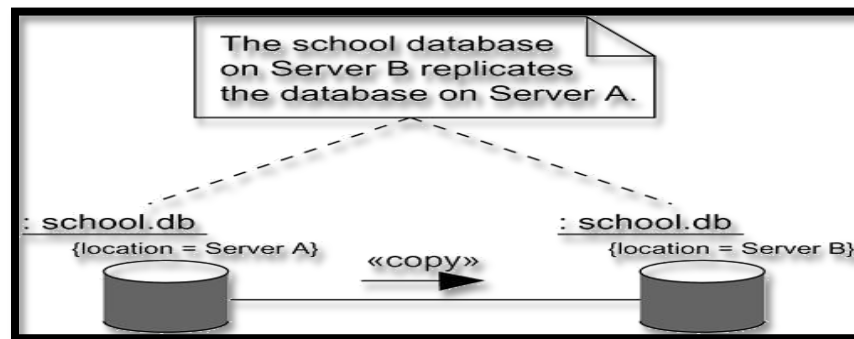 The school database
on Server B replicates
the database on Server A.
: school.db
{location = Server A}
«copy»
: school.db
{location = Server B}